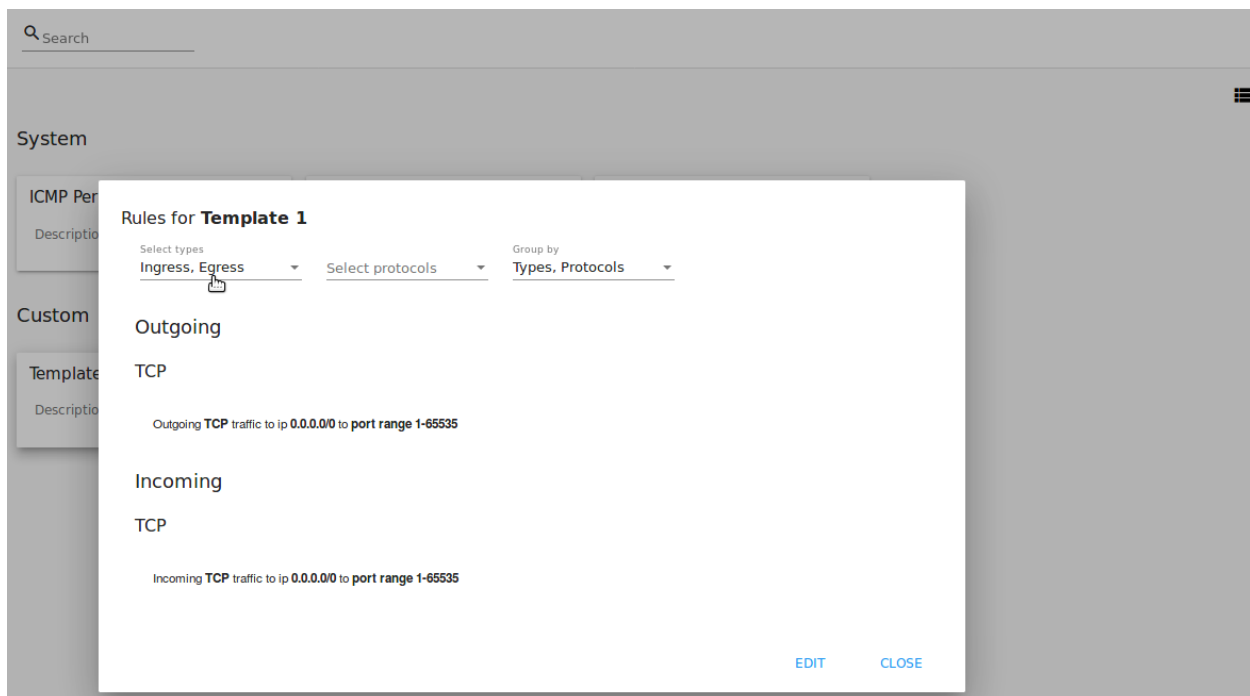 Search
System
ICMP Per
Descriptio
Custom
Template
Descriptio
Rules for Template 1
Select types
Ingress, Egress
Select protocols
Group by
Types, Protocols
Outgoing
TCP
Outgoing TCP traffic to ip 0.0.0.0/0 to port range 1-65535
Incoming
TCP
Incoming TCP traffic to ip 0.0.0.0/0 to port range 1-65535
EDIT CLOSE